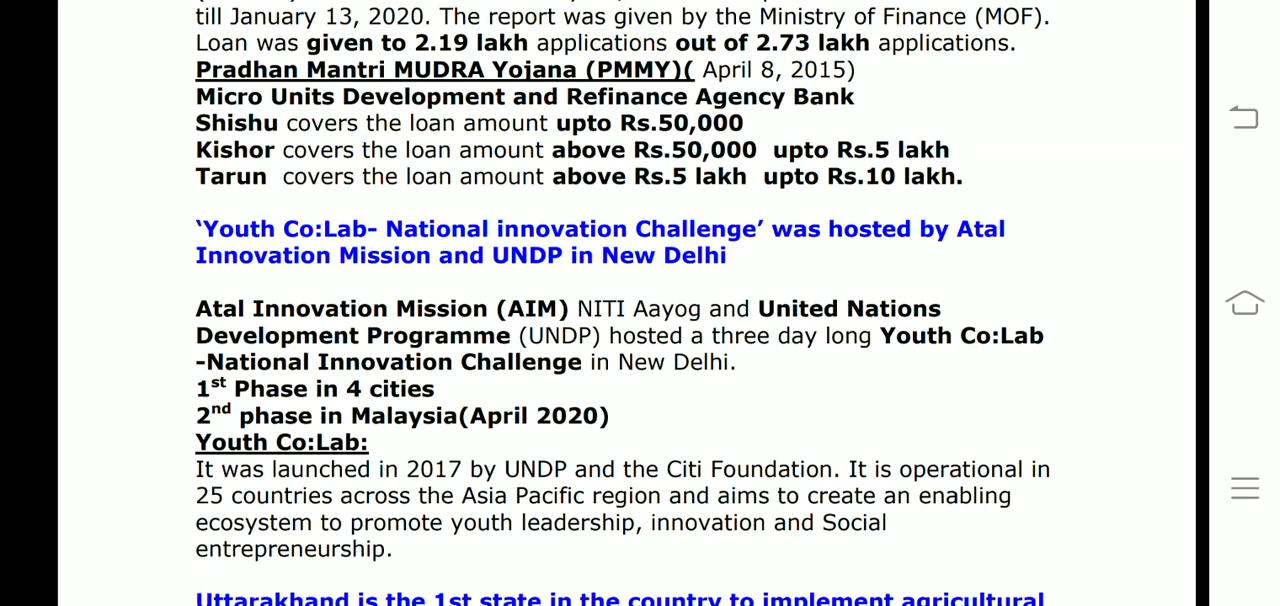 till January 13, 2020. The report was given by the Ministry of Finance (MOF).
Loan was given to 2.19 lakh applications out of 2.73 lakh applications.
Pradhan Mantri MUDRA Yojana (PMMY)( April 8, 2015)
Micro Units Development and Refinance Agency Bank
Shishu covers the loan amount upto Rs.50,000
Kishor covers the loan amount above Rs.50,000 upto Rs.5 lakh
Tarun covers the loan amount above Rs.5 lakh upto Rs.10 lakh.
‘Youth Co:Lab- National innovation Challenge’ was hosted by Atal
Innovation Mission and UNDP in New Delhi
Atal Innovation Mission (AIM) NITI Aayog and United Nations
Development Programme (UNDP) hosted a three day long Youth Co:Lab
-National Innovation Challenge in New Delhi.
1st Phase in 4 cities
2nd phase in Malaysia(April 2020)
Youth Co:Lab:
It was launched in 2017 by UNDP and the Citi Foundation. It is operational in
25 countries across the Asia Pacific region and aims to create an enabling
ecosystem to promote youth leadership, innovation and Social
entrepreneurship.
Uttarakhand is the 1st state in the country to implement agricultural